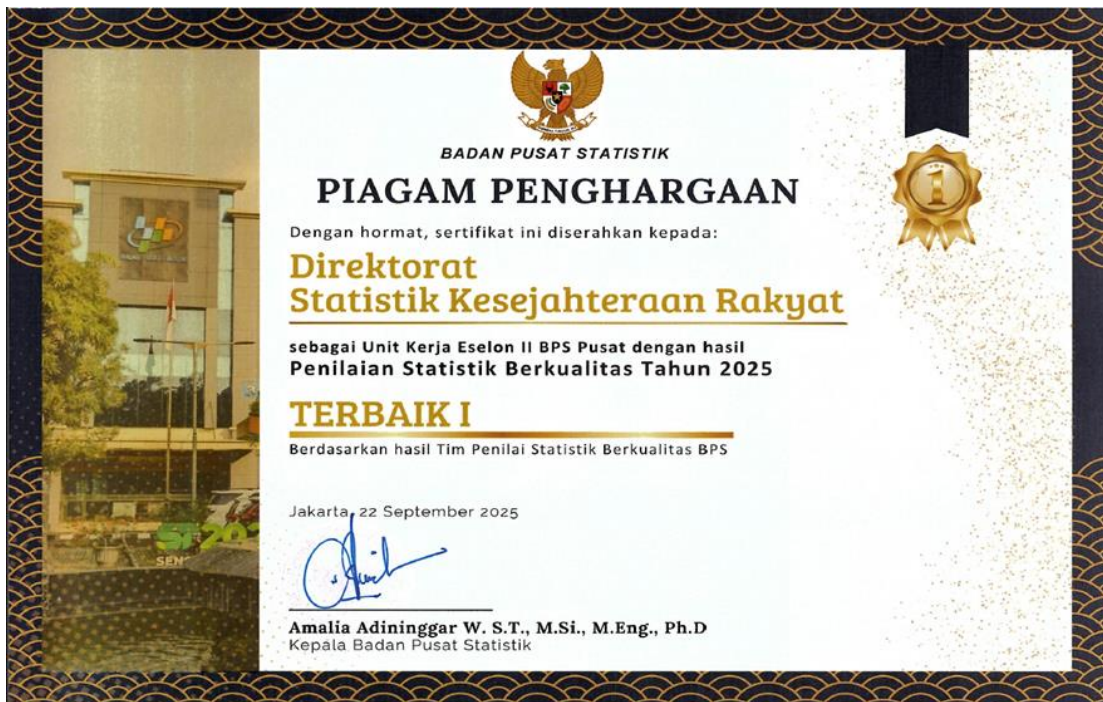 BADAN PUSAT STATISTIK
PIAGAM PENGHARGAAN
1
Dengan hormat, sertifikat ini diserahkan kepada:
Direktorat
Statistik Kesejahteraan Rakyat
sebagai Unit Kerja Eselon II BPS Pusat dengan hasil
Penilaian Statistik Berkualitas Tahun 2025
TERBAIK I
Berdasarkan hasil Tim Penilai Statistik Berkualitas BPS
Jakarta, 22 September 2025
Amalia Adininggar W. S.T., M.Si., M.Eng., Ph.D
Kepala Badan Pusat Statistik